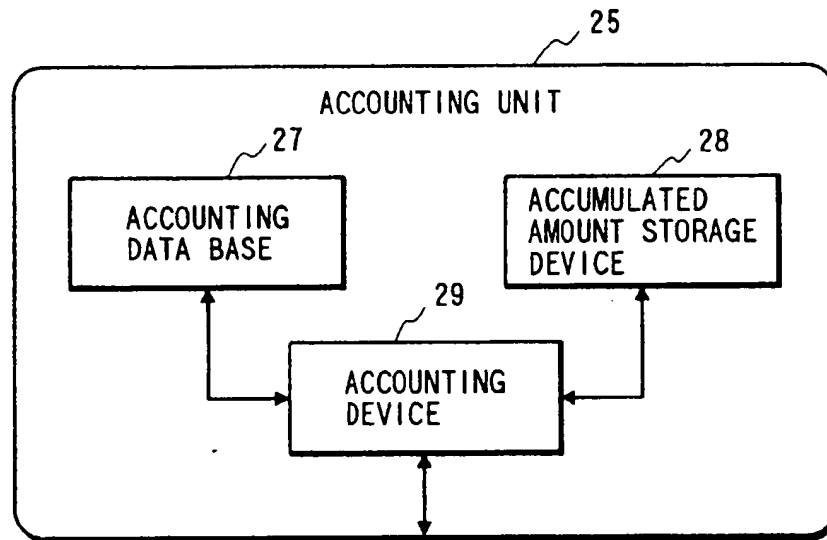 25
ACCOUNTING UNIT
27
28
ACCOUNTING
DATA BASE
ACCUMULATED
AMOUNT STORAGE
DEVICE
29
ACCOUNTING
DEVICE